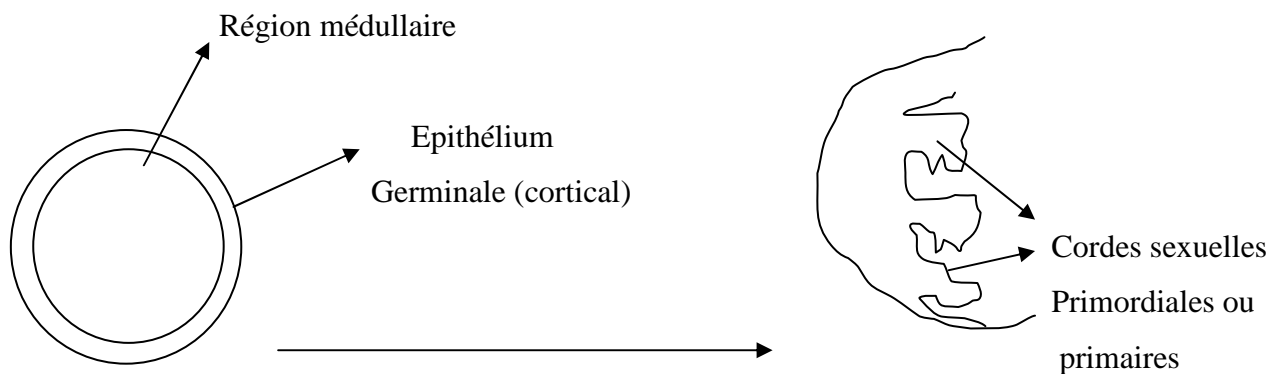 Région médullaire
Epithélium
Germinale (cortical)
Cordes sexuelles
Primordiales ou
primaires